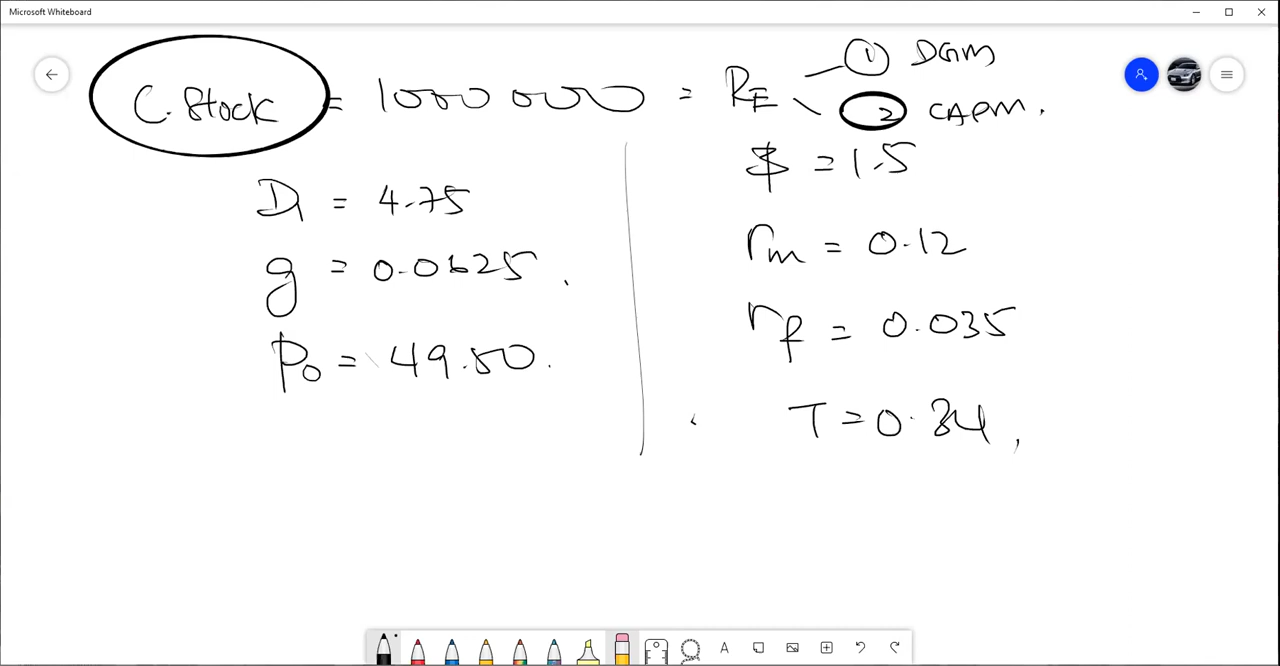 Microsoft Whiteboard
C. Stock = 1000 000 = RE
① DGM
② CAPM.
D1 = 4.75
g = 0.0625.
P0 = 49.50.
$ = 1.5
rm = 0.12
rf = 0.035
T = 0.34,
A